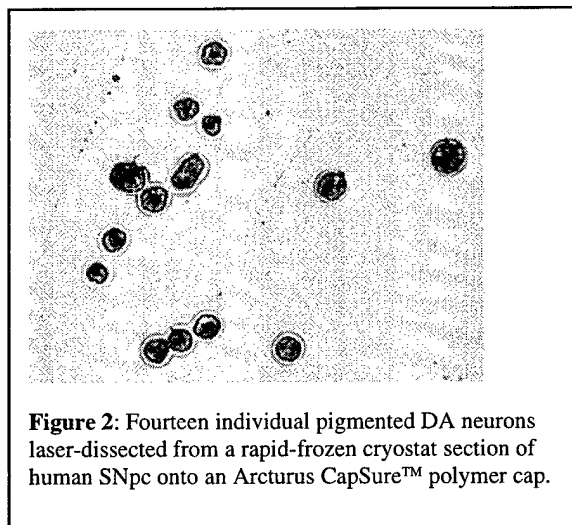 Figure 2: Fourteen individual pigmented DA neurons
laser-dissected from a rapid-frozen cryostat section of
human SNpc onto an Arcturus CapSure™ polymer cap.